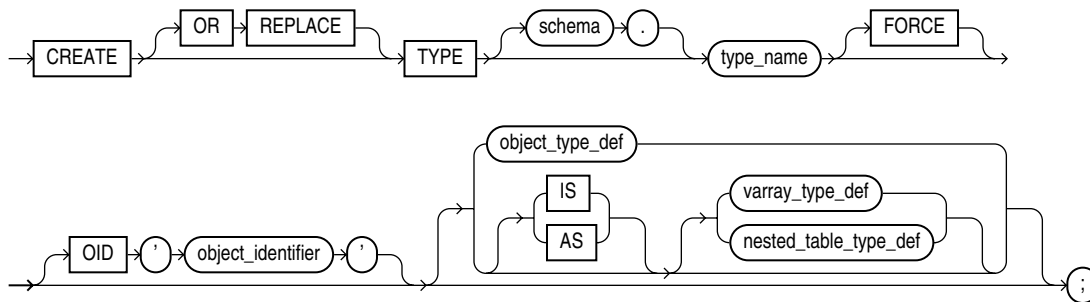 OR REPLACE schema . FORCE
CREATE TYPE type_name
object_type_def
IS varray_type_def
OID ' object_identifier ' AS nested_table_type_def
;